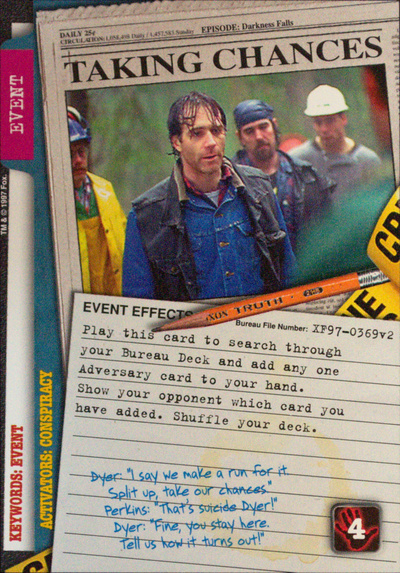 DAILY 25¢
EPISODE: Darkness Falls
CIRCULATION: 1,058,498 Daily / 1,457,583 Sunday
TAKING CHANCES
EVENT
TM & © 1997 Fox.
EVENT EFFECTS
TRUTH
Bureau File Number: XF97-0369v2
Play this card to search through
your Bureau Deck and add any one
Adversary card to your hand.
Show your opponent which card you
have added. Shuffle your deck.
KEYWORDS: EVENT
ACTIVATORS: CONSPIRACY
Dyer: "I say we make a run for it
Split up, take our chances."
Perkins: "That's suicide Dyer!"
Dyer: "Fine, you stay here.
Tell us how it turns out!"
4